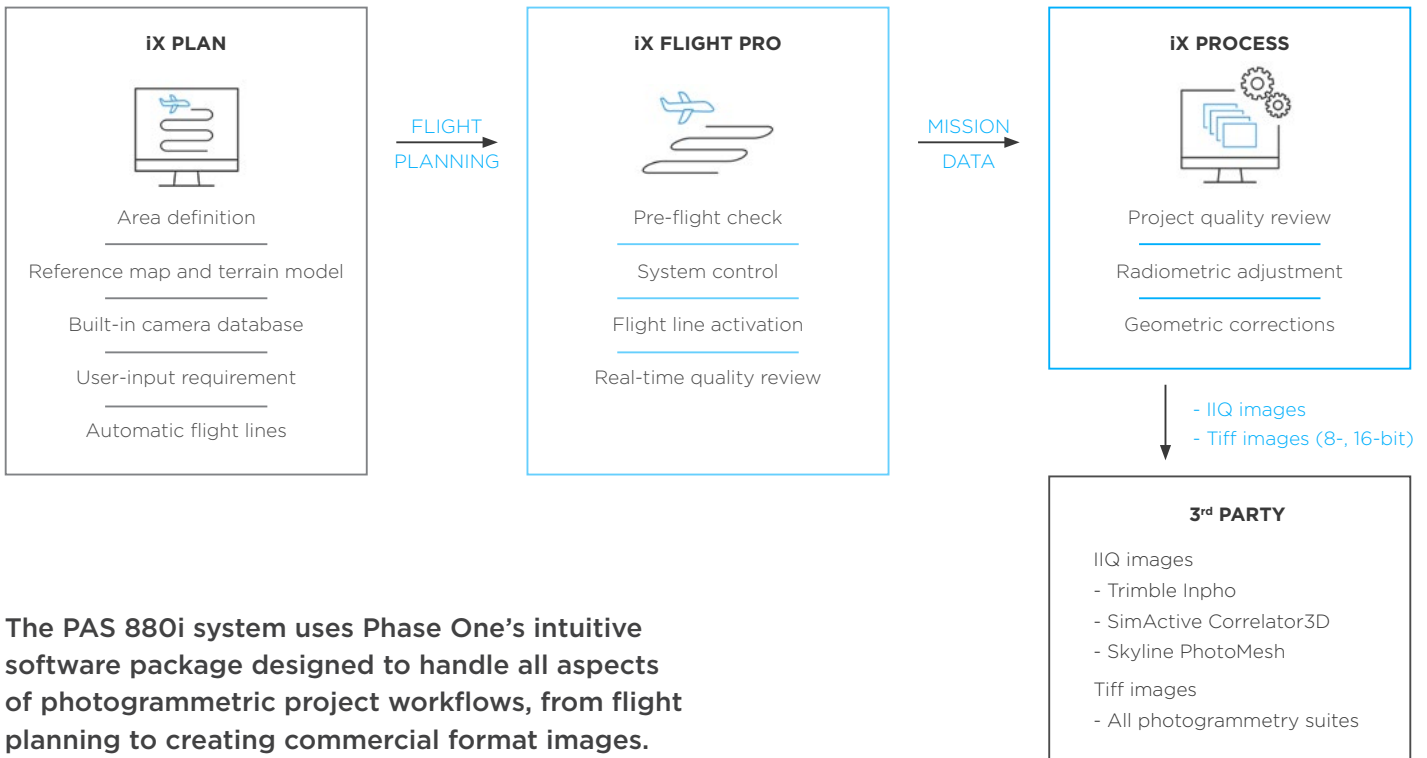 iX PLAN
Area definition
Reference map and terrain model
Built-in camera database
User-input requirement
Automatic flight lines
FLIGHT
PLANNING
iX FLIGHT PRO
Pre-flight check
System control
Flight line activation
Real-time quality review
MISSION
DATA
iX PROCESS
Project quality review
Radiometric adjustment
Geometric corrections
- IIQ images
- Tiff images (8-, 16-bit)
3rd PARTY
IIQ images
- Trimble Inpho
- SimActive Correlator3D
- Skyline PhotoMesh
Tiff images
- All photogrammetry suites
The PAS 880i system uses Phase One’s intuitive
software package designed to handle all aspects
of photogrammetric project workflows, from flight
planning to creating commercial format images.